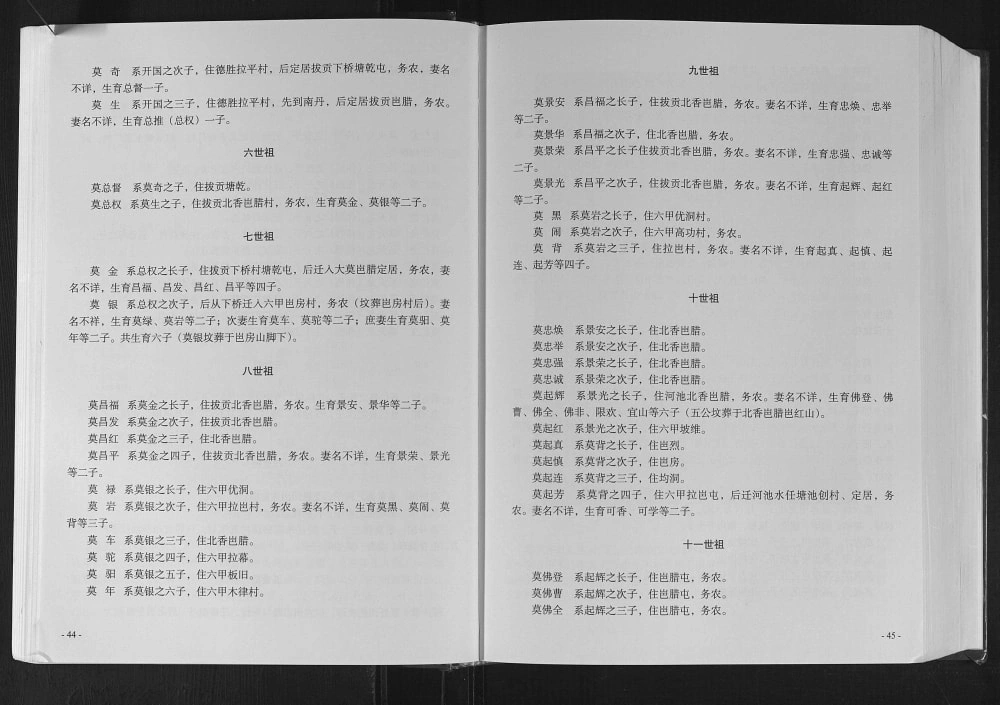 莫　奇　系开国之次子，住德胜拉平村，后定居拔贡下桥塘乾屯，务农，妻名
不详，生育总督一子。
莫　生　系开国之三子，住德胜拉平村，先到南丹，后定居拔贡岜腊，务农。
妻名不详，生育总推（总权）一子。
六世祖
莫总督　系莫奇之子，住拔贡塘乾。
莫总权　系莫生之子，住拔贡北香岜腊村，务农，生育莫金、莫银等二子。
七世祖
莫　金　系总权之长子，住拔贡下桥村塘乾屯，后迁入大莫岜腊定居，务农，妻
名不详，生育昌福、昌发、昌红、昌平等四子。
莫　银　系总权之次子，后从下桥迁入六甲岜房村，务农（坟葬岜房村后）。妻
名不祥，生育莫绿、莫岩等二子；次妻生育莫车、莫驼等二子；庶妻生育莫驲、莫
年等二子。共生育六子（莫银坟葬于岜房山脚下）。
八世祖
莫昌福　系莫金之长子，住拔贡北香岜腊，务农。生育景安、景华等二子。
莫昌发　系莫金之次子，住拔贡北香岜腊。
莫昌红　系莫金之三子，住北香岜腊。
莫昌平　系莫金之四子，住拔贡北香岜腊，务农。妻名不详，生育景荣、景光
等二子。
莫　禄　系莫银之长子，住六甲优洞。
莫　岩　系莫银之次子，住六甲拉岜村，务农。妻名不详，生育莫黑、莫闹、莫
背等三子。
莫　车　系莫银之三子，住北香岜腊。
莫　驼　系莫银之四子，住六甲拉幕。
莫　驲　系莫银之五子，住六甲板旧。
莫　年　系莫银之六子，住六甲木律村。
- 44 -
九世祖
莫景安　系昌福之长子，住拔贡北香岜腊，务农。妻名不详，生育忠焕、忠举
等二子。
莫景华　系昌福之次子，住北香岜腊，务农。
莫景荣　系昌平之长子住拔贡北香岜腊，务农。妻名不详，生育忠强、忠诚等
二子。
莫景光　系昌平之次子，住拔贡北香岜腊，务农。妻名不详，生育起辉、起红
等二子。
莫　黑　系莫岩之长子，住六甲优洞村。
莫　闹　系莫岩之次子，住六甲高功村，务农。
莫　背　系莫岩之三子，住拉岜村，务农。妻名不详，生育起真、起慎、起
连、起芳等四子。
十世祖
莫忠焕　系景安之长子，住北香岜腊。
莫忠举　系景安之次子，住北香岜腊。
莫忠强　系景荣之长子，住北香岜腊。
莫忠诚　系景荣之次子，住北香岜腊。
莫起辉　系景光之长子，住河池北香岜腊，务农。妻名不详，生育佛登、佛
曹、佛全、佛非、限欢、宜山等六子（五公坟葬于北香岜腊岜红山）。
莫起红　系景光之次子，住六甲坡维。
莫起真　系莫背之长子，住岜烈。
莫起慎　系莫背之次子，住岜房。
莫起连　系莫背之三子，住均洞。
莫起芳　系莫背之四子，住六甲拉岜屯，后迁河池水任塘池创村、定居，务
农。妻名不详，生育可香、可学等二子。
十一世祖
莫佛登　系起辉之长子，住岜腊屯，务农。
莫佛曹　系起辉之次子，住岜腊屯，务农。
莫佛全　系起辉之三子，住岜腊屯，务农。
- 45 -